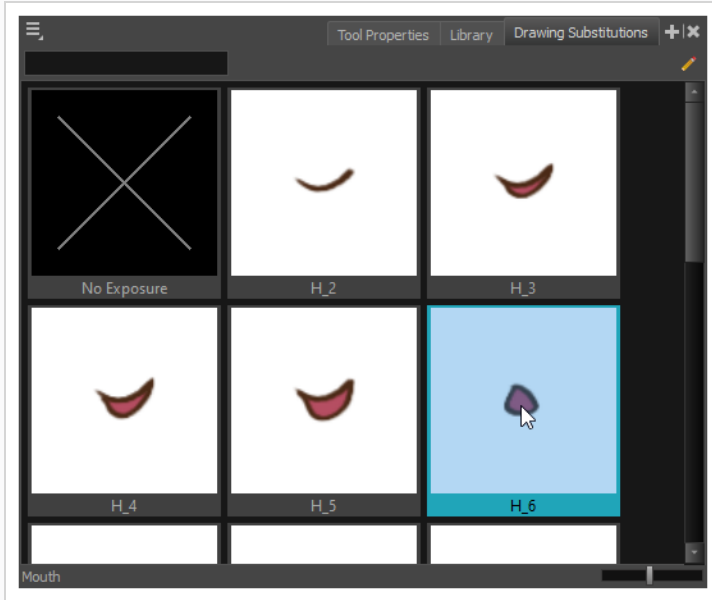 Tool Properties Library Drawing Substitutions
No Exposure H_2 H_3
H_4 H_5 H_6
Mouth